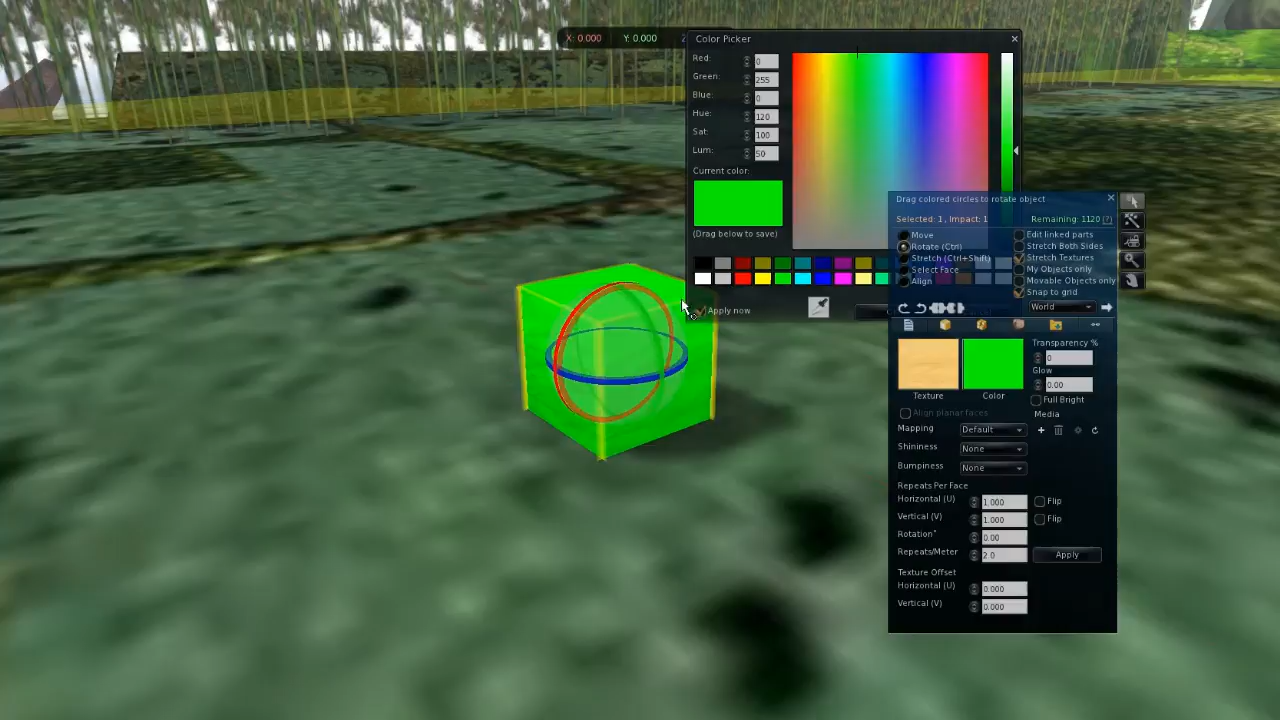 X: 0.000 Y: 0.000
Color Picker
Red: 0
Green: 255
Blue: 0
Hue: 120
Sat: 100
Lum: 50
Current color:
(Drag below to save)
Apply now
Drag colored circles to rotate object
Selected: 1 , Impact: 1 Remaining: 1120 [?]
Move
Rotate (Ctrl)
Stretch (Ctrl+Shift)
Select Face
Align
Edit linked parts
Stretch Both Sides
Stretch Textures
My Objects only
Movable Objects only
Snap to grid
World
Texture Color
Transparency %
0
Glow
0.00
Full Bright
Align planar faces
Media
Mapping Default
Shininess None
Bumpiness None
Repeats Per Face
Horizontal (U) 1.000 Flip
Vertical (V) 1.000 Flip
Rotation° 0.00
Repeats/Meter 2.0 Apply
Texture Offset
Horizontal (U) 0.000
Vertical (V) 0.000